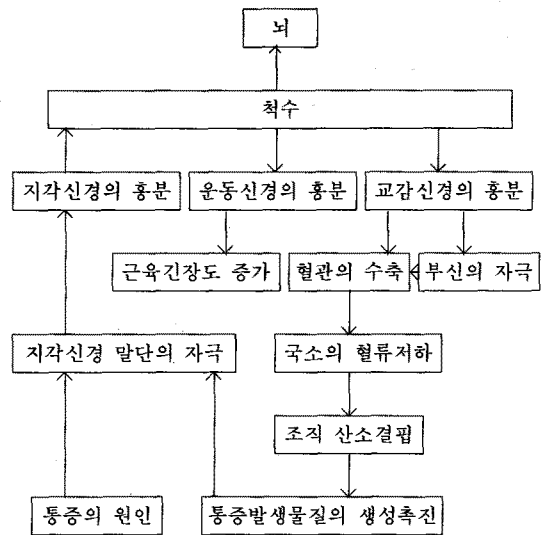 뇌
척수
지각신경의 흥분
운동신경의 흥분
교감신경의 흥분
근육긴장도 증가
혈관의 수축
부신의 자극
지각신경 말단의 자극
국소의 혈류저하
조직 산소결핍
통증의 원인
통증발생물질의 생성촉진